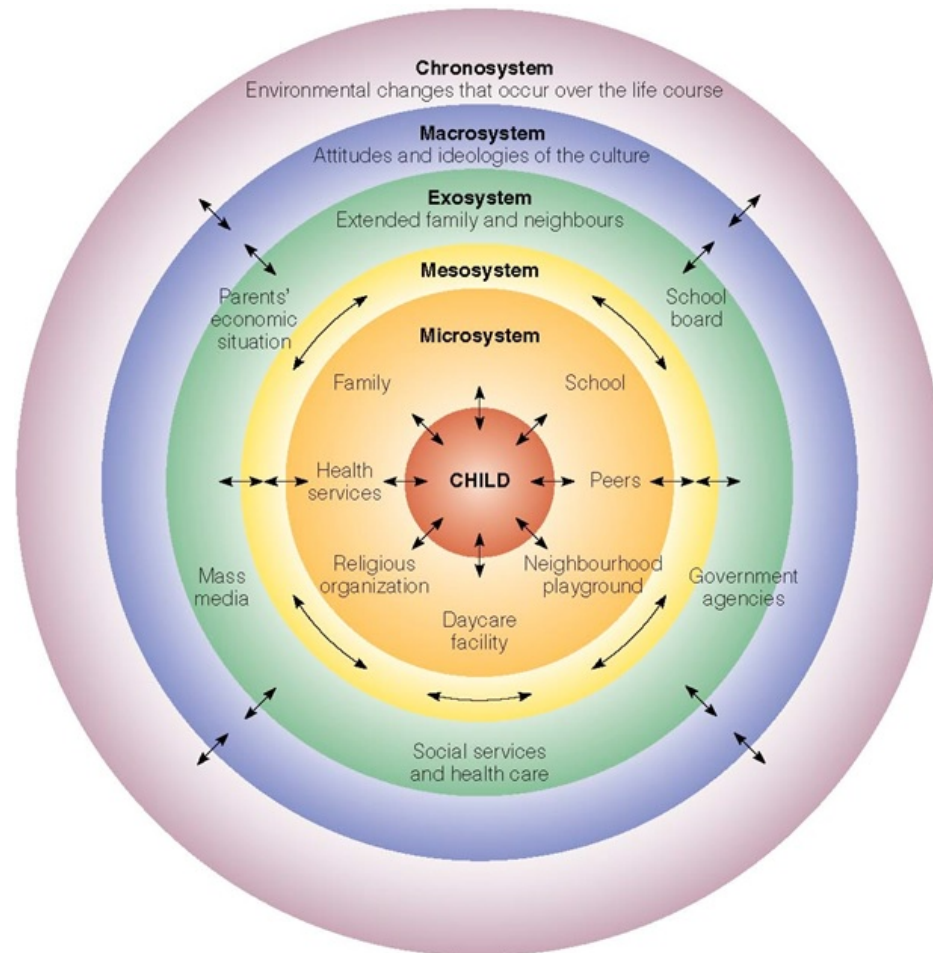 Chronosystem
Environmental changes that occur over the life course
Macrosystem
Attitudes and ideologies of the culture
Exosystem
Extended family and neighbours
Mesosystem
Parents'
economic
situation
School
board
Microsystem
Family
School
Health
services
CHILD
Peers
Religious
organization
Neighbourhood
playground
Mass
media
Government
agencies
Daycare
facility
Social services
and health care